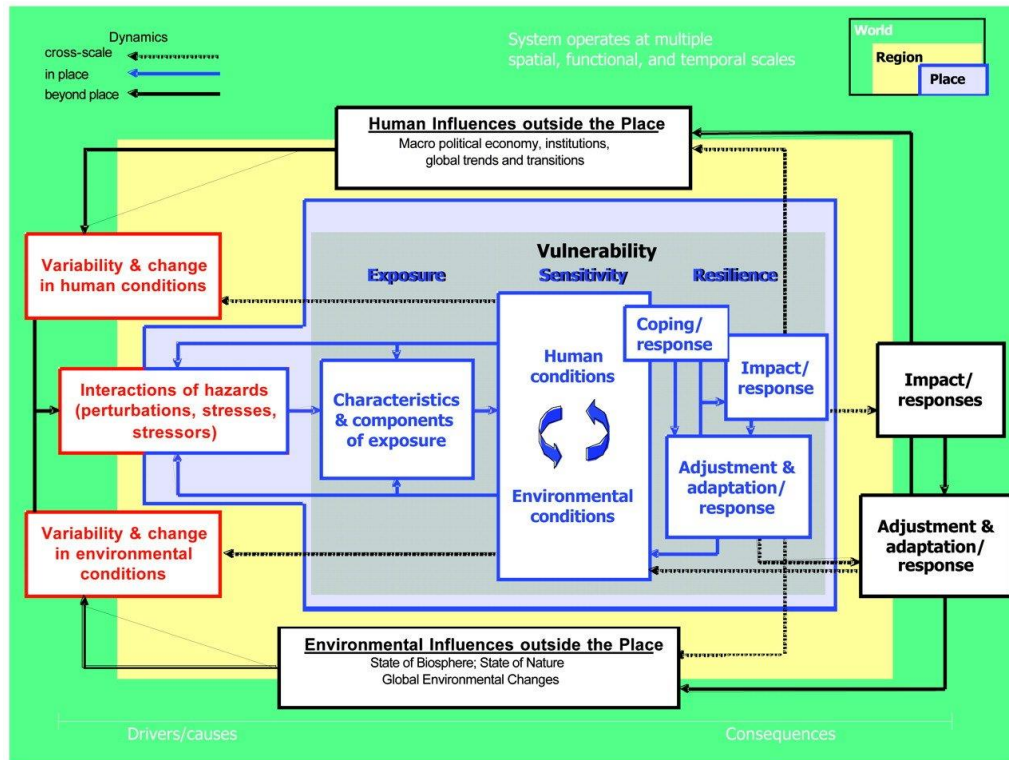 Dynamics
cross-scale
in place
beyond place
System operates at multiple
spatial, functional, and temporal scales
World
Region
Place
Human Influences outside the Place
Macro political economy, institutions,
global trends and transitions
Vulnerability
Exposure
Sensitivity
Resilience
Variability & change
in human conditions
Interactions of hazards
(perturbations, stresses,
stressors)
Variability & change
in environmental
conditions
Characteristics
& components
of exposure
Human
conditions
Environmental
conditions
Coping/
response
Impact/
response
Adjustment &
adaptation/
response
Impact/
responses
Adjustment &
adaptation/
response
Environmental Influences outside the Place
State of Biosphere; State of Nature
Global Environmental Changes
Drivers/causes
Consequences